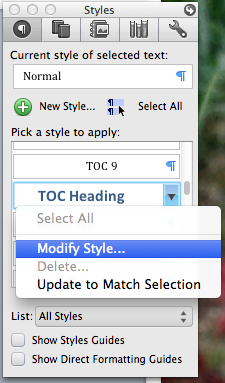 Styles
Current style of selected text:
Normal
New Style... Select All
Pick a style to apply:
TOC 9
TOC Heading
Select All
Modify Style...
Delete...
Update to Match Selection
List: All Styles
Show Styles Guides
Show Direct Formatting Guides